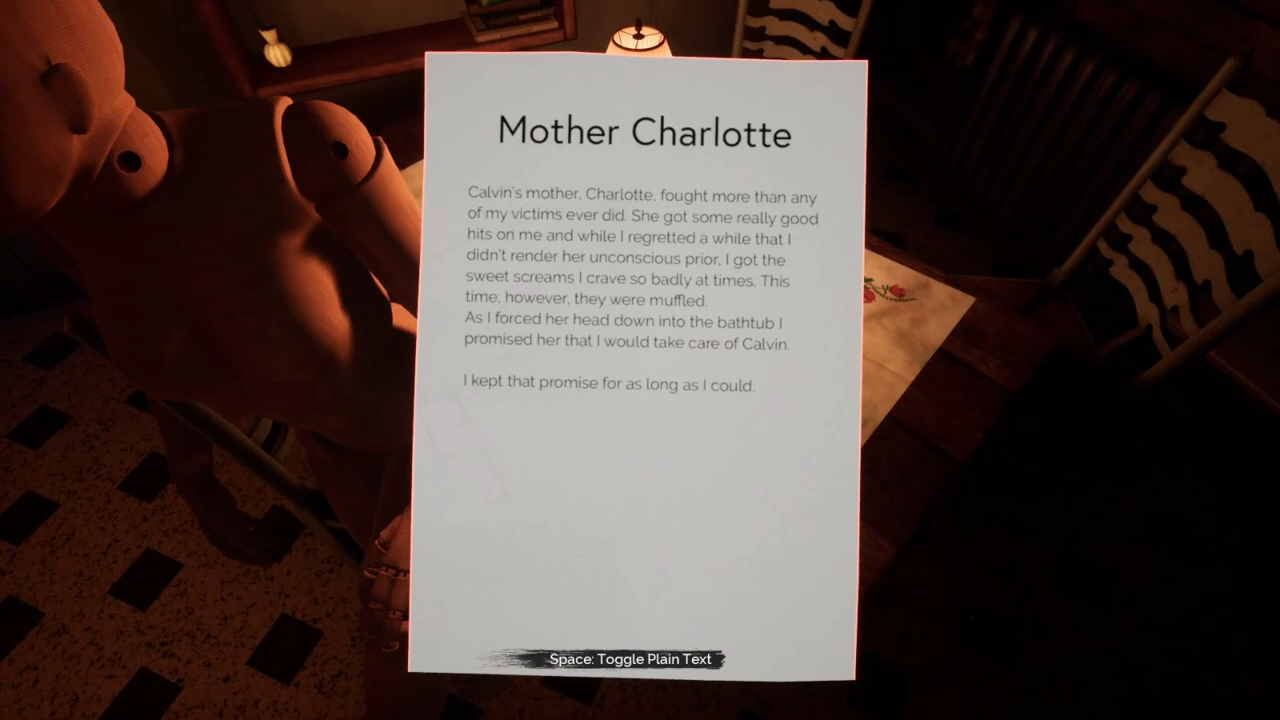 Mother Charlotte
Calvin's mother, Charlotte, fought more than any
of my victims ever did. She got some really good
hits on me and while I regretted a while that I
didn't render her unconscious prior, I got the
sweet screams I crave so badly at times. This
time, however, they were muffled.
As I forced her head down into the bathtub I
promised her that I would take care of Calvin.
I kept that promise for as long as I could.
Space: Toggle Plain Text